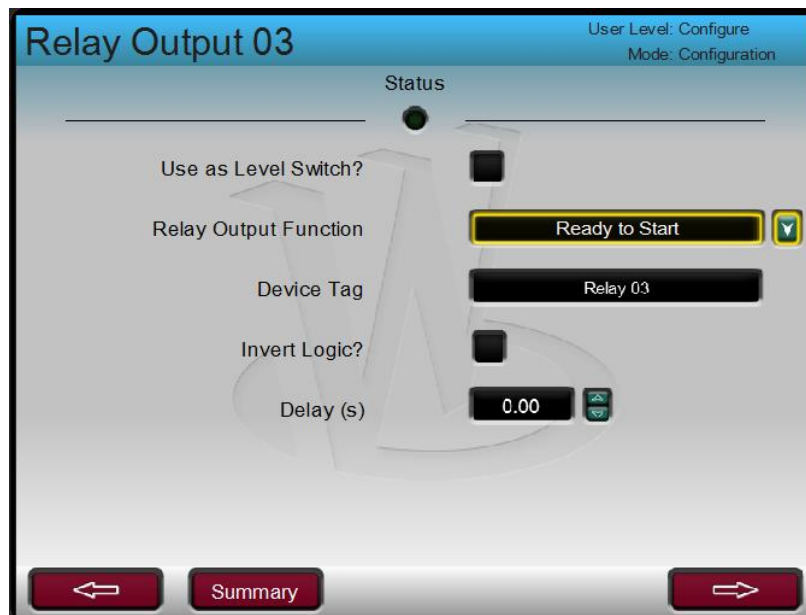 Relay Output 03
User Level: Configure
Mode: Configuration
Status
Use as Level Switch?
Relay Output Function
Ready to Start
Device Tag
Relay 03
Invert Logic?
Delay (s)
0.00
Summary